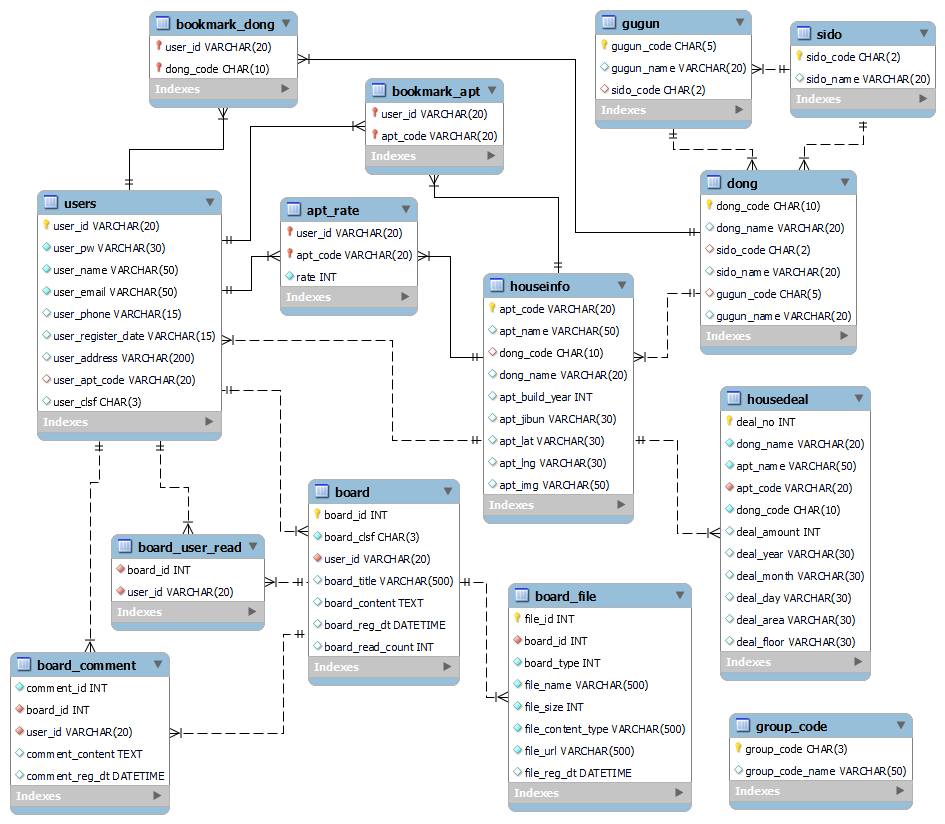 bookmark_dong
user_id VARCHAR(20)
dong_code CHAR(10)
Indexes
bookmark_apt
user_id VARCHAR(20)
apt_code VARCHAR(20)
Indexes
gugun
gugun_code CHAR(5)
gugun_name VARCHAR(20)
sido_code CHAR(2)
Indexes
sido
sido_code CHAR(2)
sido_name VARCHAR(20)
Indexes
users
user_id VARCHAR(20)
user_pw VARCHAR(30)
user_name VARCHAR(50)
user_email VARCHAR(50)
user_phone VARCHAR(15)
user_register_date VARCHAR(15)
user_address VARCHAR(200)
user_apt_code VARCHAR(20)
user_clsf CHAR(3)
Indexes
apt_rate
user_id VARCHAR(20)
apt_code VARCHAR(20)
rate INT
Indexes
dong
dong_code CHAR(10)
dong_name VARCHAR(20)
sido_code CHAR(2)
sido_name VARCHAR(20)
gugun_code CHAR(5)
gugun_name VARCHAR(20)
Indexes
houseinfo
apt_code VARCHAR(20)
apt_name VARCHAR(50)
dong_code CHAR(10)
dong_name VARCHAR(20)
apt_build_year INT
apt_jibun VARCHAR(30)
apt_lat VARCHAR(30)
apt_lng VARCHAR(30)
apt_img VARCHAR(50)
Indexes
housedeal
deal_no INT
dong_name VARCHAR(20)
apt_name VARCHAR(50)
apt_code VARCHAR(20)
dong_code CHAR(10)
deal_amount INT
deal_year VARCHAR(30)
deal_month VARCHAR(30)
deal_day VARCHAR(30)
deal_area VARCHAR(30)
deal_floor VARCHAR(30)
Indexes
board
board_id INT
board_clsf CHAR(3)
user_id VARCHAR(20)
board_title VARCHAR(500)
board_content TEXT
board_reg_dt DATETIME
board_read_count INT
Indexes
board_user_read
board_id INT
user_id VARCHAR(20)
Indexes
board_file
file_id INT
board_id INT
board_type INT
file_name VARCHAR(500)
file_size INT
file_content_type VARCHAR(500)
file_url VARCHAR(500)
file_reg_dt DATETIME
Indexes
board_comment
comment_id INT
board_id INT
user_id VARCHAR(20)
comment_content TEXT
comment_reg_dt DATETIME
Indexes
group_code
group_code CHAR(3)
group_code_name VARCHAR(50)
Indexes